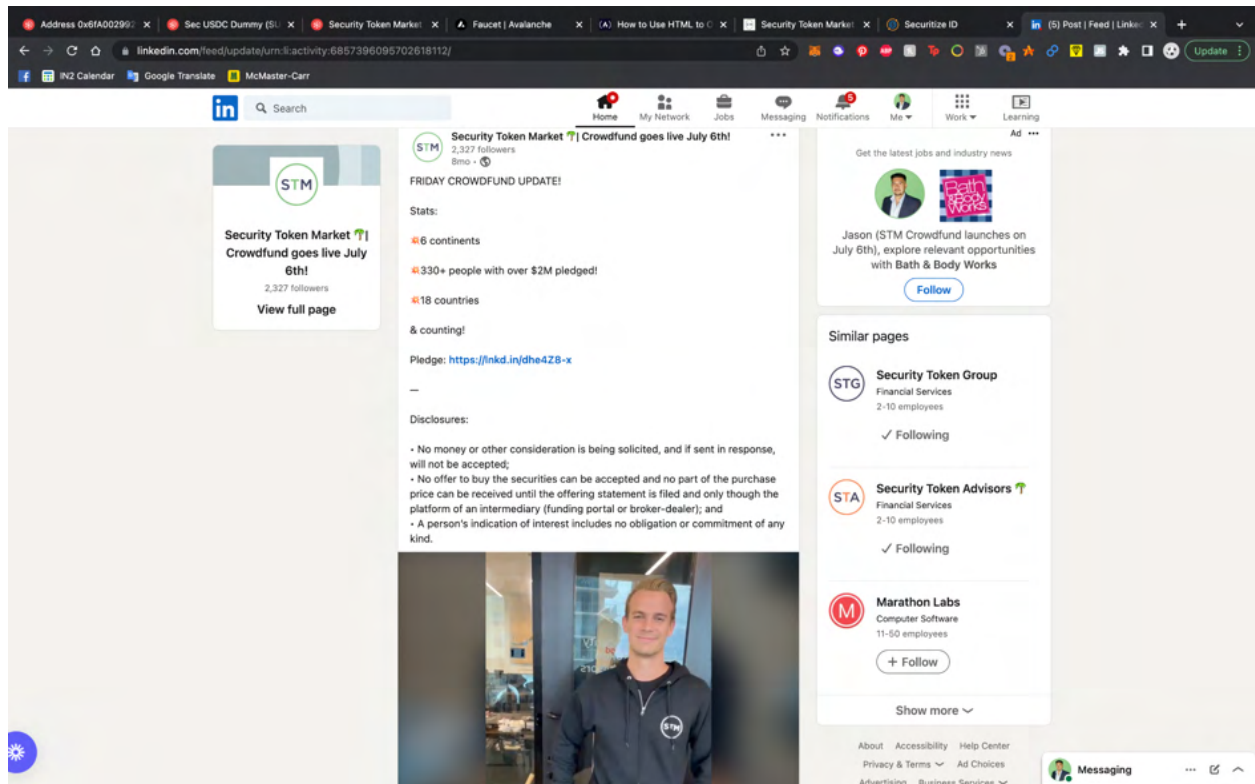 Address 0x6fA002992
Sec USDC Dummy (SU
Security Token Market
Faucet | Avalanche
How to Use HTML to O
Security Token Market
Securitize ID
(5) Post | Feed | Linked
linkedin.com/feed/update/urn:li:activity:6857396095702618112/
Update
IN2 Calendar
Google Translate
McMaster-Carr
in
Search
Home
My Network
Jobs
Messaging
5
Notifications
Me
Work
Learning
STM
Security Token Market 🌴|
Crowdfund goes live July
6th!
2,327 followers
View full page
STM
Security Token Market 🌴| Crowdfund goes live July 6th!
2,327 followers
8mo •
FRIDAY CROWDFUND UPDATE!
Stats:
💥6 continents
💥330+ people with over $2M pledged!
💥18 countries
& counting!
Pledge: https://lnkd.in/dhe4Z8-x
—
Disclosures:
• No money or other consideration is being solicited, and if sent in response,
will not be accepted;
• No offer to buy the securities can be accepted and no part of the purchase
price can be received until the offering statement is filed and only though the
platform of an intermediary (funding portal or broker-dealer); and
• A person's indication of interest includes no obligation or commitment of any
kind.
STM
Ad
Get the latest jobs and industry news
Bath
&Body
Works
Jason (STM Crowdfund launches on
July 6th), explore relevant opportunities
with Bath & Body Works
Follow
Similar pages
STG
Security Token Group
Financial Services
2-10 employees
✓ Following
STA
Security Token Advisors 🌴
Financial Services
2-10 employees
✓ Following
M
Marathon Labs
Computer Software
11-50 employees
+ Follow
Show more
About Accessibility Help Center
Privacy & Terms Ad Choices
Advertising Business Services
Messaging